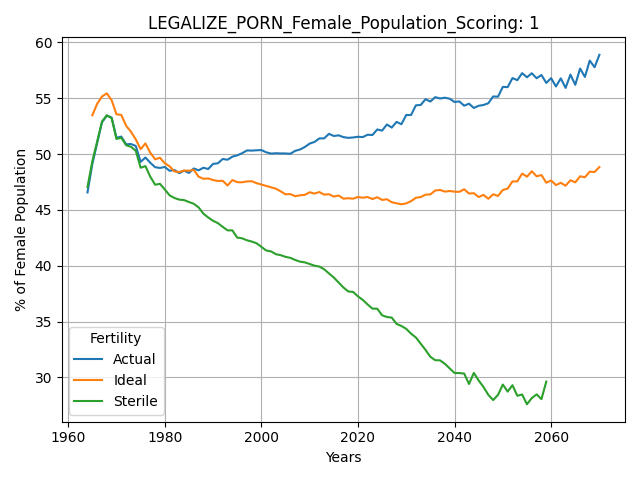 LEGALIZE_PORN_Female_Population_Scoring: 1
% of Female Population
60
55
50
45
40
35
30
Fertility
Actual
Ideal
Sterile
1960
1980
2000
2020
2040
2060
Years